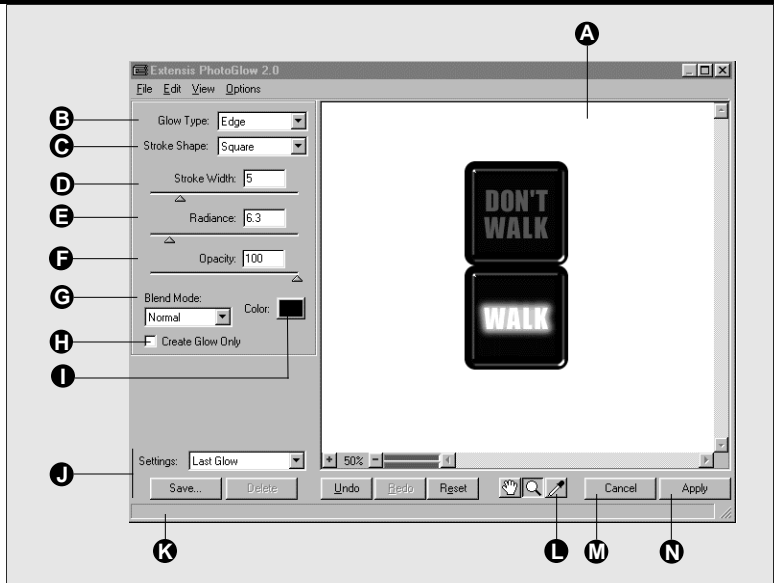 A
Extensis PhotoGlow 2.0
File Edit View Options
B
Glow Type: Edge
C
Stroke Shape: Square
D
Stroke Width: 5
E
Radiance: 6.3
F
Opacity: 100
G
Blend Mode:
Normal
Color:
H
Create Glow Only
I
DON'T
WALK
WALK
J
Settings: Last Glow
+ 50% -
Save... Delete Undo Redo Reset Cancel Apply
K L M N